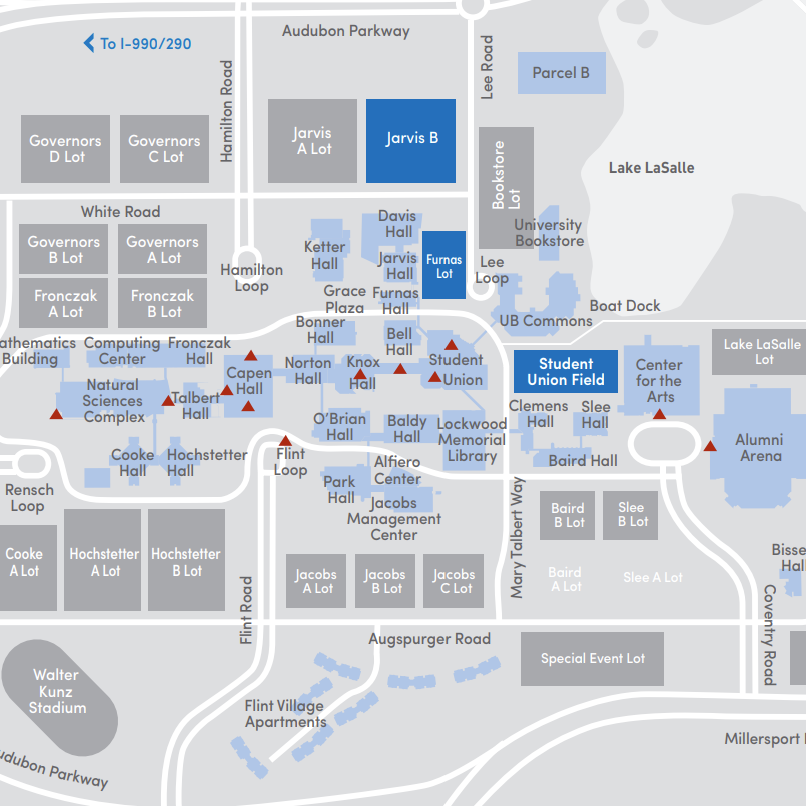 Audubon Parkway
To I-990/290
Hamilton Road
Lee Road
Parcel B
Governors
D Lot
Governors
C Lot
Jarvis
A Lot
Jarvis B
Bookstore
Lot
Lake LaSalle
White Road
Governors
B Lot
Governors
A Lot
Fronczak
A Lot
Fronczak
B Lot
Hamilton
Loop
Ketter
Hall
Davis
Hall
Jarvis
Hall
Furnas
Lot
Furnas
Hall
Grace
Plaza
Lee
Loop
University
Bookstore
UB Commons
Boat Dock
athematics
Building
Computing
Center
Fronczak
Hall
Capen
Hall
Bonner
Hall
Norton
Hall
Knox
Hall
Bell
Hall
Student
Union
Student
Union Field
Center
for the
Arts
Lake LaSalle
Lot
Natural
Sciences
Complex
Talbert
Hall
O'Brian
Hall
Baldy
Hall
Lockwood
Memorial
Library
Clemens
Hall
Slee
Hall
Baird Hall
Alumni
Arena
Cooke
Hall
Hochstetter
Hall
Flint
Loop
Park
Hall
Alfiero
Center
Jacobs
Management
Center
Rensch
Loop
Cooke
A Lot
Hochstetter
A Lot
Hochstetter
B Lot
Jacobs
A Lot
Jacobs
B Lot
Jacobs
C Lot
Mary Talbert Way
Baird
B Lot
Slee
B Lot
Baird
A Lot
Slee A Lot
Bisse
Hall
Flint Road
Coventry Road
Augspurger Road
Special Event Lot
Walter
Kunz
Stadium
Flint Village
Apartments
udubon Parkway
Millersport